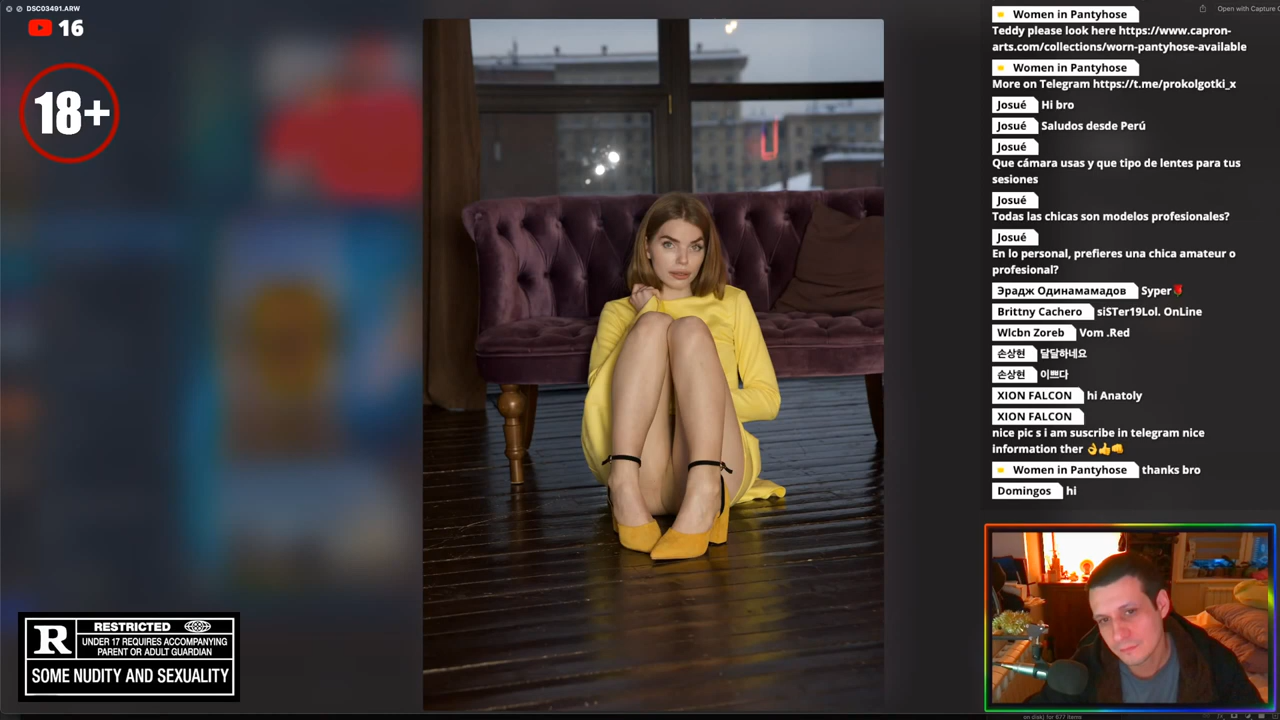 DSC03491.ARW
Open with Capture
16
18+
Women in Pantyhose
Teddy please look here https://www.capron-
arts.com/collections/worn-pantyhose-available
Women in Pantyhose
More on Telegram https://t.me/prokolgotki_x
Josué Hi bro
Josué Saludos desde Perú
Josué
Que cámara usas y que tipo de lentes para tus
sesiones
Josué
Todas las chicas son modelos profesionales?
Josué
En lo personal, prefieres una chica amateur o
profesional?
Эрадж Одинамамадов Syper🌹
Brittny Cachero siSTer19Lol. OnLine
Wlcbn Zoreb Vom .Red
손상현 달달하네요
손상현 이쁘다
XION FALCON hi Anatoly
XION FALCON
nice pic s i am suscribe in telegram nice
information ther 👌👍👊
Women in Pantyhose thanks bro
Domingos hi
R RESTRICTED
UNDER 17 REQUIRES ACCOMPANYING
PARENT OR ADULT GUARDIAN
SOME NUDITY AND SEXUALITY
on disk) for 677 items